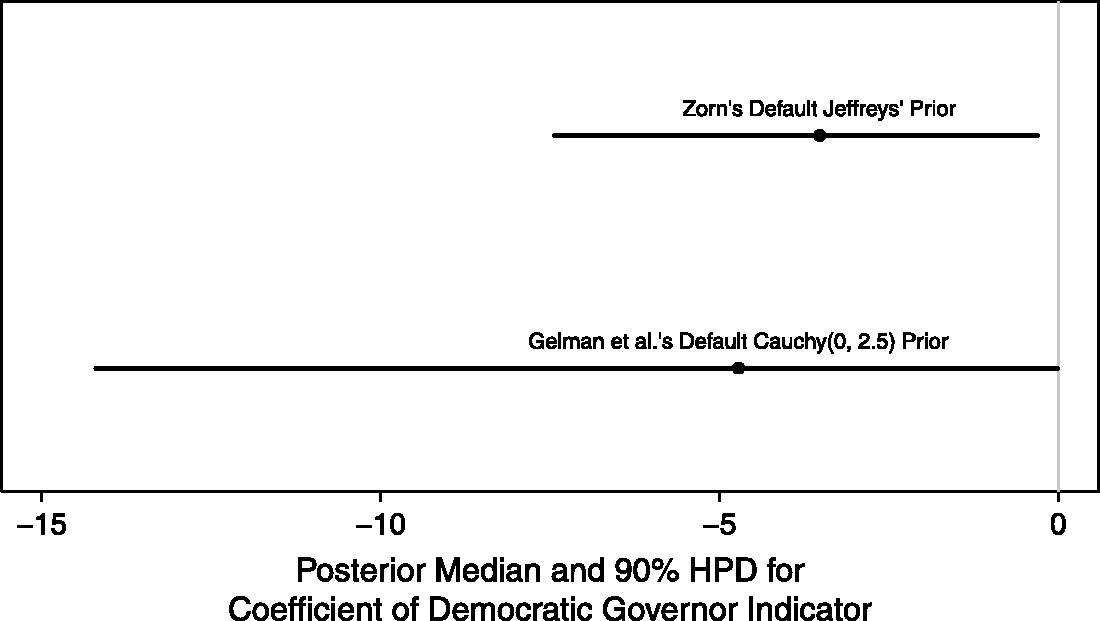 Zorn's Default Jeffreys' Prior
Gelman et al.'s Default Cauchy(0, 2.5) Prior
−15 −10 −5 0
Posterior Median and 90% HPD for
Coefficient of Democratic Governor Indicator